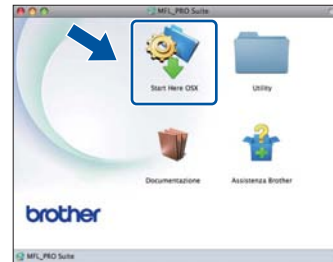 MFL_PRO Suite
Start Here OSX
Utility
Documentazione
Assistenza Brother
brother
MFL_PRO Suite